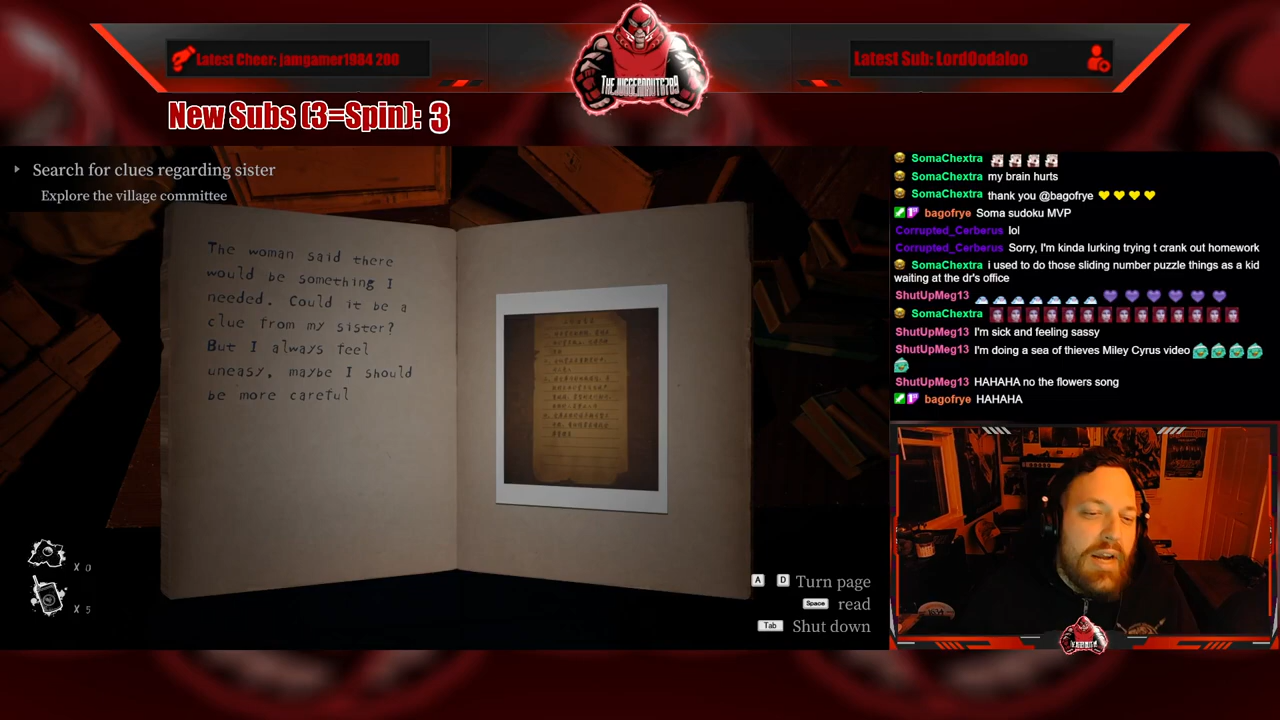 Latest Cheer: jamgamer1984 200
THEJUGGERNAUT6789
Latest Sub: LordOodaloo
New Subs (3=Spin): 3
Search for clues regarding sister
Explore the village committee
The woman said there
would be something I
needed. Could it be a
clue from my sister?
But I always feel
uneasy, maybe I should
be more careful
X 0
X 5
A D Turn page
Space read
Tab Shut down
SomaChextra
SomaChextra my brain hurts
SomaChextra thank you @bagofrye
bagofrye Soma sudoku MVP
Corrupted_Cerberus lol
Corrupted_Cerberus Sorry, I'm kinda lurking trying t crank out homework
SomaChextra i used to do those sliding number puzzle things as a kid
waiting at the dr's office
ShutUpMeg13
SomaChextra
ShutUpMeg13 I'm sick and feeling sassy
ShutUpMeg13 I'm doing a sea of thieves Miley Cyrus video
ShutUpMeg13 HAHAHA no the flowers song
bagofrye HAHAHA